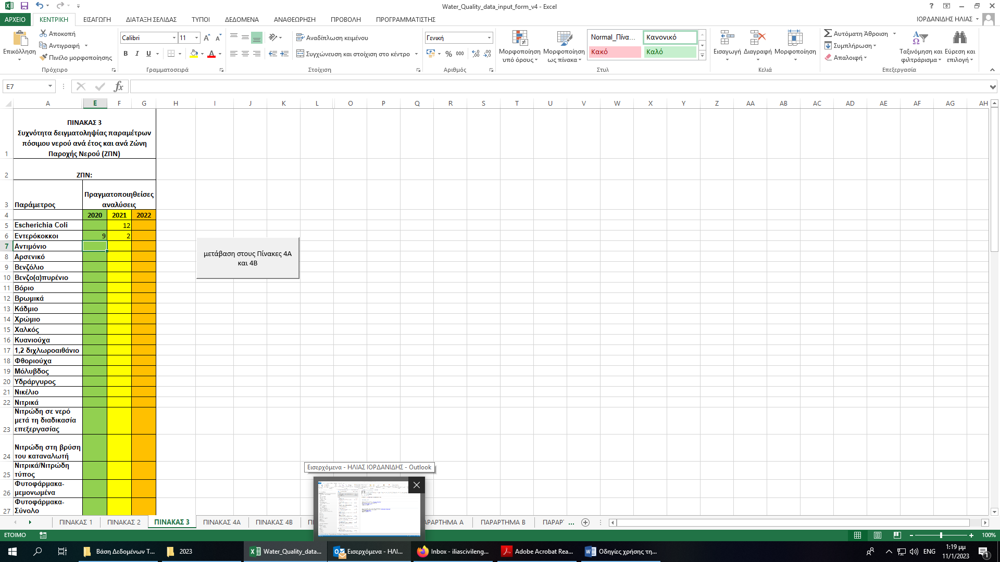 Water_Quality_data_input_form_v4 - Excel
ΑΡΧΕΙΟ ΚΕΝΤΡΙΚΗ ΕΙΣΑΓΩΓΗ ΔΙΑΤΑΞΗ ΣΕΛΙΔΑΣ ΤΥΠΟΙ ΔΕΔΟΜΕΝΑ ΑΝΑΘΕΩΡΗΣΗ ΠΡΟΒΟΛΗ ΠΡΟΓΡΑΜΜΑΤΙΣΤΗΣ ΙΟΡΔΑΝΙΔΗΣ ΗΛΙΑΣ
Επικόλληση
Αποκοπή
Αντιγραφή
Πινέλο μορφοποίησης
Πρόχειρο
Calibri 11
B I U
Γραμματοσειρά
Αναδίπλωση κειμένου
Συγχώνευση και στοίχιση στο κέντρο
Στοίχιση
Γενική
% 000
Αριθμός
Μορφοποίηση
υπό όρους
Μορφοποίηση
ως πίνακα
Normal_Πίνα... Κανονικό
Κακό Καλό
Στυλ
Εισαγωγή Διαγραφή Μορφοποίηση
Κελιά
Αυτόματη Άθροιση
Συμπλήρωση
Απαλοιφή
Ταξινόμηση και
φιλτράρισμα
Εύρεση και
επιλογή
Επεξεργασία
E7 fx
A E F G H I J K L O P Q R S T U V W X Y Z AA AB AC AD AE AF AG AH
ΠΙΝΑΚΑΣ 3
Συχνότητα δειγματοληψίας παραμέτρων
πόσιμου νερού ανά έτος και ανά Ζώνη
1 Παροχής Νερού (ΖΠΝ)
2 ΖΠΝ:
Πραγματοποιηθείσες
3 Παράμετρος αναλύσεις
4 2020 2021 2022
5 Escherichia Coli 12
6 Εντερόκοκκοι 9 2
7 Αντιμόνιο
8 Αρσενικό
9 Βενζόλιο
10 Βενζο(α)πυρένιο
11 Βόριο
12 Βρωμικά
13 Κάδμιο
14 Χρώμιο
15 Χαλκός
16 Κυανιούχα
17 1,2 διχλωροαιθάνιο
18 Φθοριούχα
19 Μόλυβδος
20 Υδράργυρος
21 Νικέλιο
22 Νιτρικά
Νιτρώδη σε νερό
μετά τη διαδικασία
23 επεξεργασίας
Νιτρώδη στη βρύση
24 του καταναλωτή
Νιτρικά/Νιτρώδη
25 τύπος
Φυτοφάρμακα-
26 μεμονωμένα
Φυτοφάρμακα-
27 Σύνολο
μετάβαση στους Πίνακες 4Α
και 4Β
Εισερχόμενα - ΗΛΙΑΣ ΙΟΡΔΑΝΙΔΗΣ - Outlook
ΠΙΝΑΚΑΣ 1 ΠΙΝΑΚΑΣ 2 ΠΙΝΑΚΑΣ 3 ΠΙΝΑΚΑΣ 4Α ΠΙΝΑΚΑΣ 4Β ΠΙ ΑΡΑΡΤΗΜΑ Α ΠΑΡΑΡΤΗΜΑ Β ΠΑΡΑΡ ...
ΕΤΟΙΜΟ 100%
Βάση Δεδομένων Τ... 2023 Water_Quality_data... Εισερχόμενα - ΗΛΙ... Inbox - iliascivileng... Adobe Acrobat Rea... Οδηγίες χρήσης τη... ENG
1:19 μμ
11/1/2023
1